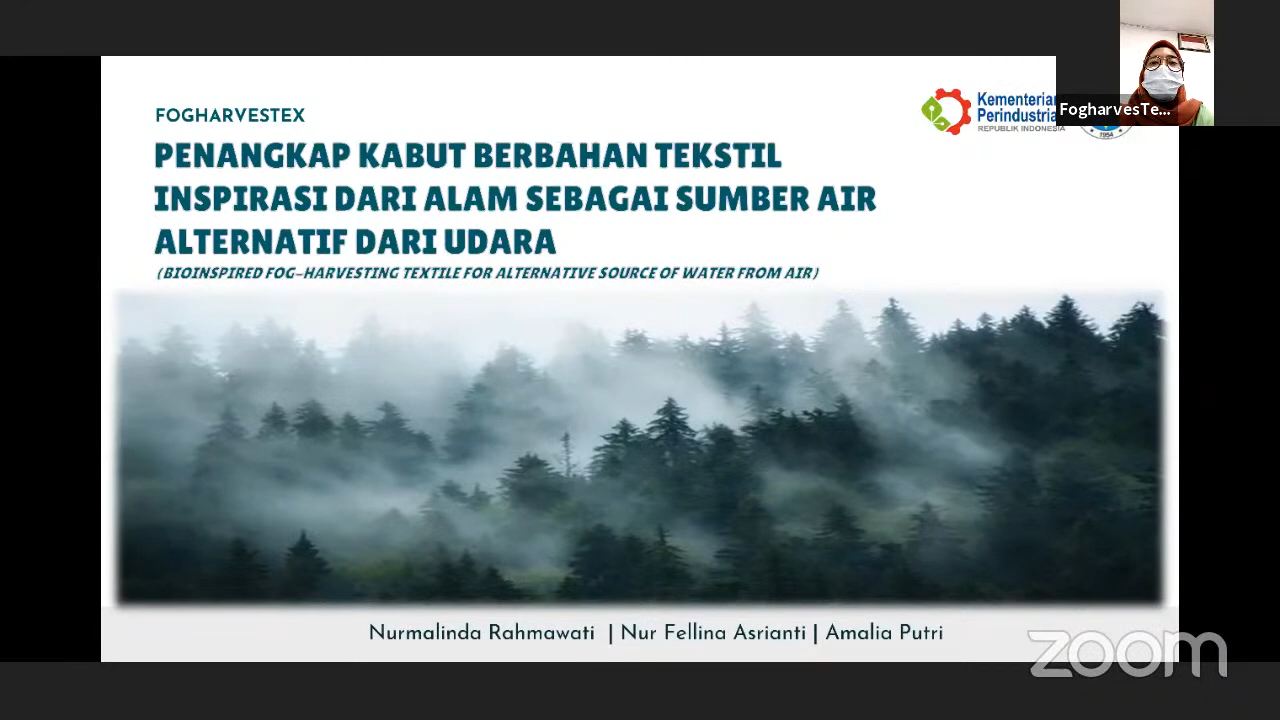 FOGHARVESTEX
PENANGKAP KABUT BERBAHAN TEKSTIL
INSPIRASI DARI ALAM SEBAGAI SUMBER AIR
ALTERNATIF DARI UDARA
(BIOINSPIRED FOG-HARVESTING TEXTILE FOR ALTERNATIVE SOURCE OF WATER FROM AIR)
Kementerian
Perindustria
REPUBLIK INDONESIA
1954
FogharvesTe...
Nurmalinda Rahmawati | Nur Fellina Asrianti | Amalia Putri
zoom